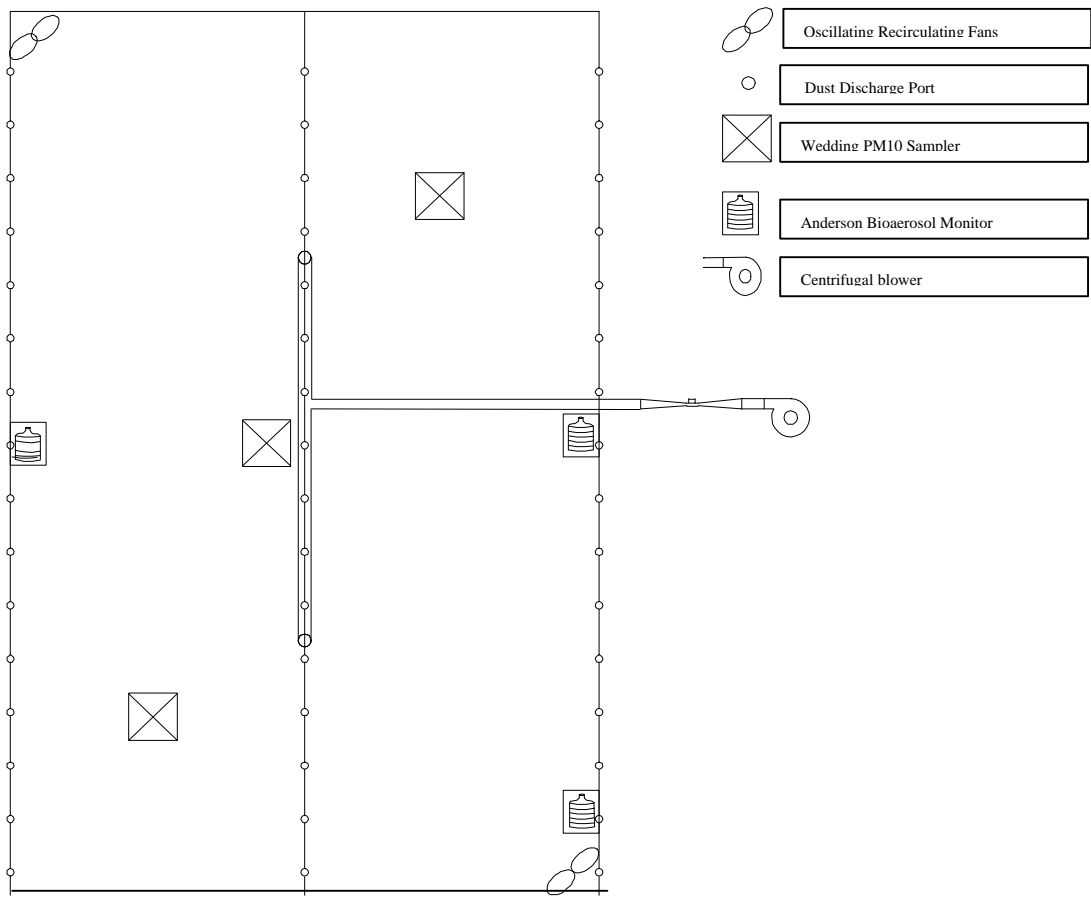 Oscillating Recirculating Fans
Dust Discharge Port
Wedding PM10 Sampler
Anderson Bioaerosol Monitor
Centrifugal blower